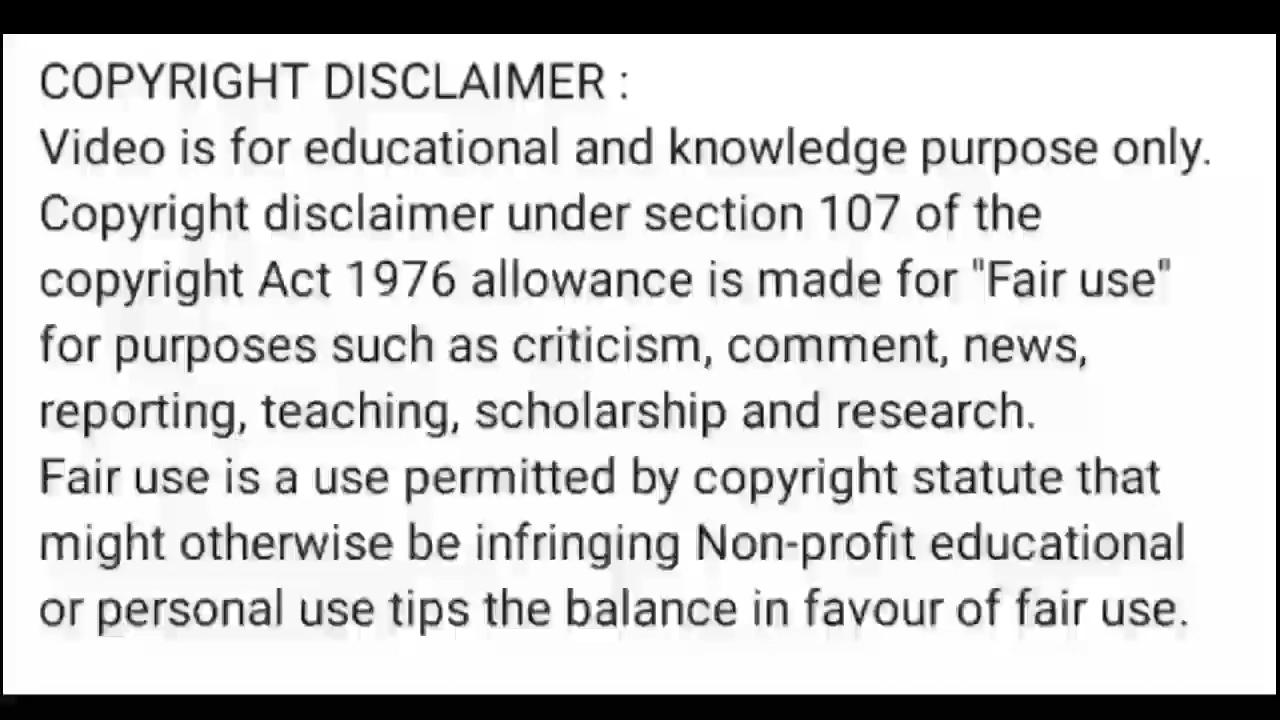 COPYRIGHT DISCLAIMER :
Video is for educational and knowledge purpose only.
Copyright disclaimer under section 107 of the
copyright Act 1976 allowance is made for "Fair use"
for purposes such as criticism, comment, news,
reporting, teaching, scholarship and research.
Fair use is a use permitted by copyright statute that
might otherwise be infringing Non-profit educational
or personal use tips the balance in favour of fair use.